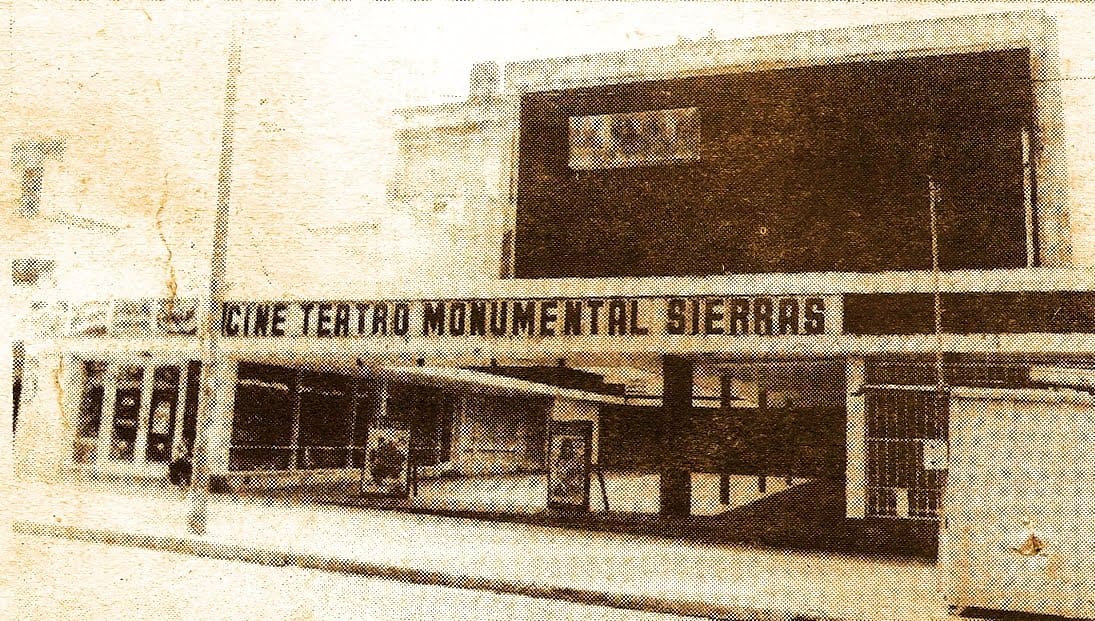 CINE TEATRO MONUMENTAL SIERRAS